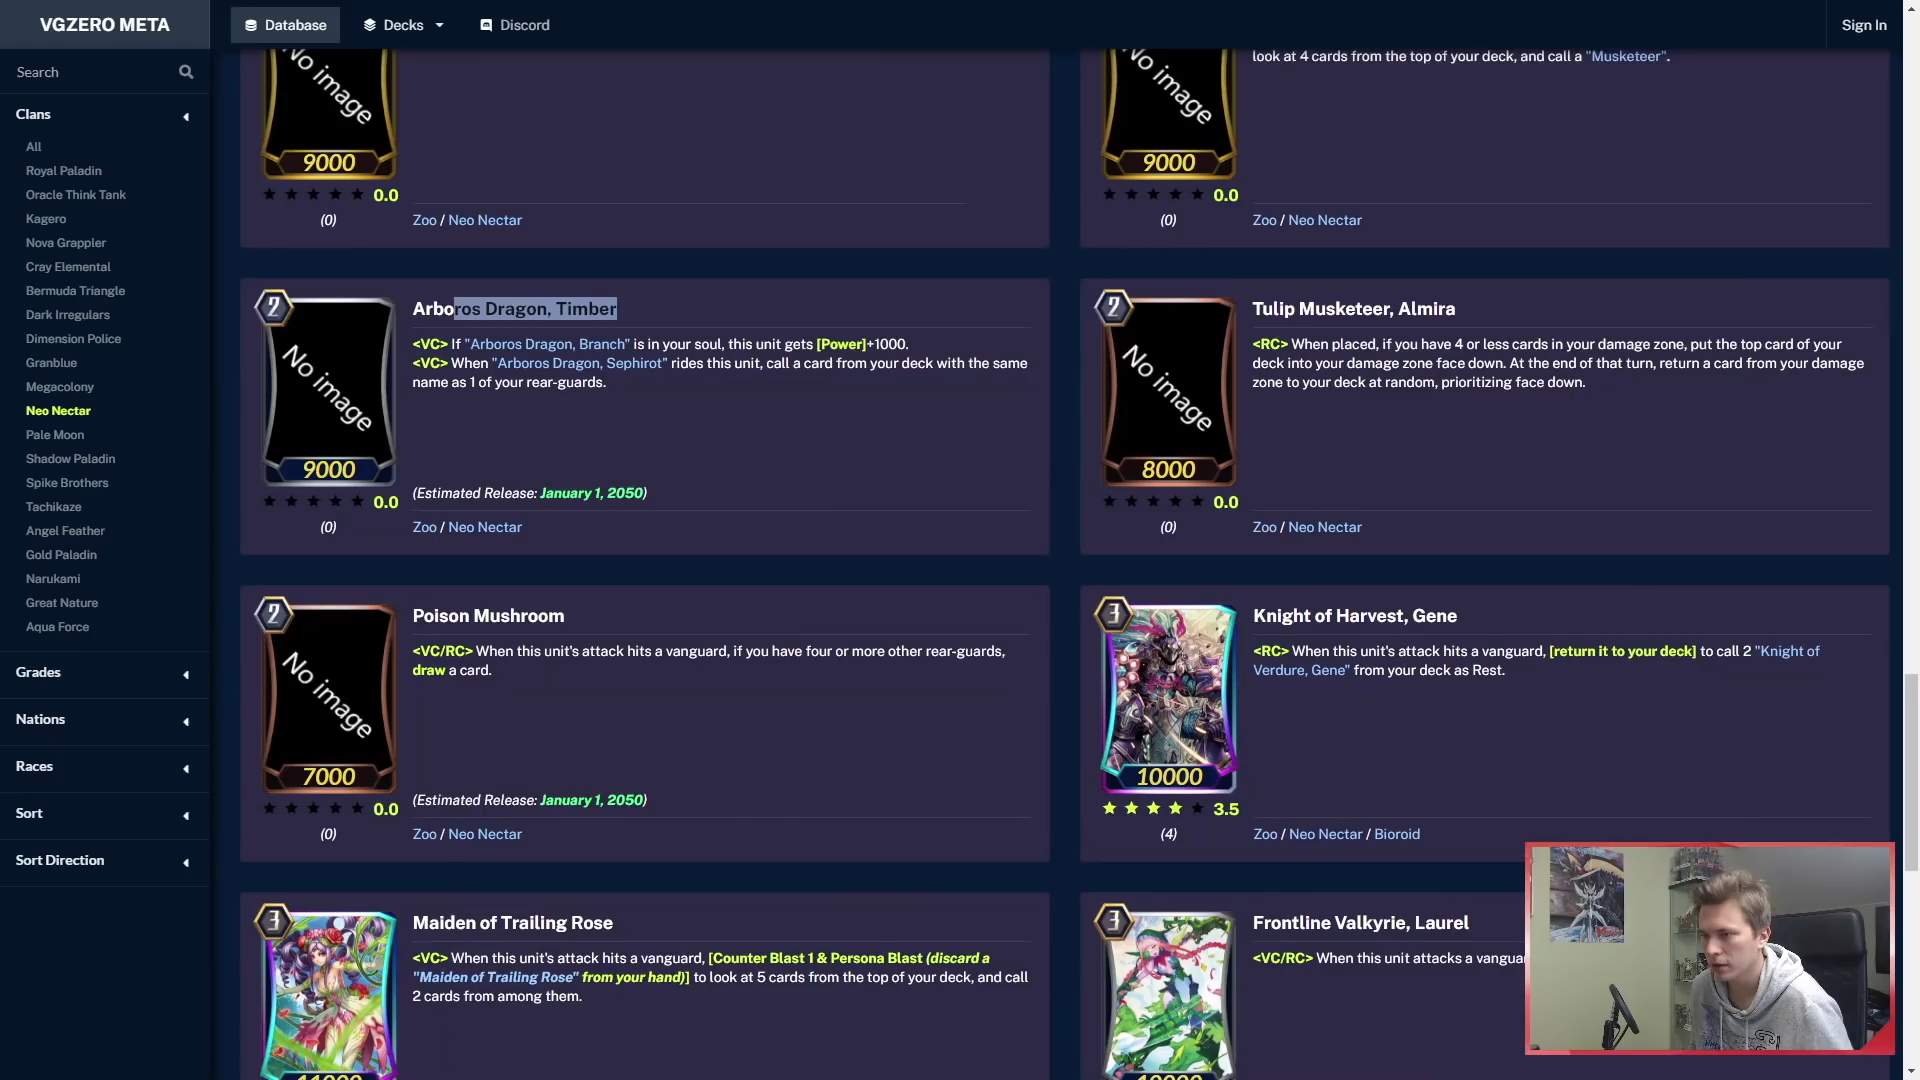 VGZERO META
Database
Decks
Discord
Sign In
Search
Clans
All
Royal Paladin
Oracle Think Tank
Kagero
Nova Grappler
Cray Elemental
Bermuda Triangle
Dark Irregulars
Dimension Police
Granblue
Megacolony
Neo Nectar
Pale Moon
Shadow Paladin
Spike Brothers
Tachikaze
Angel Feather
Gold Paladin
Narukami
Great Nature
Aqua Force
Grades
Nations
Races
Sort
Sort Direction
No image
9000
0.0
(0)
Zoo / Neo Nectar
look at 4 cards from the top of your deck, and call a "Musketeer".
No image
9000
0.0
(0)
Zoo / Neo Nectar
2
No image
9000
0.0
(0)
Arboros Dragon, Timber
<VC> If "Arboros Dragon, Branch" is in your soul, this unit gets [Power]+1000.
<VC> When "Arboros Dragon, Sephirot" rides this unit, call a card from your deck with the same
name as 1 of your rear-guards.
(Estimated Release: January 1, 2050)
Zoo / Neo Nectar
2
No image
8000
0.0
(0)
Tulip Musketeer, Almira
<RC> When placed, if you have 4 or less cards in your damage zone, put the top card of your
deck into your damage zone face down. At the end of that turn, return a card from your damage
zone to your deck at random, prioritizing face down.
Zoo / Neo Nectar
2
No image
7000
0.0
(0)
Poison Mushroom
<VC/RC> When this unit's attack hits a vanguard, if you have four or more other rear-guards,
draw a card.
(Estimated Release: January 1, 2050)
Zoo / Neo Nectar
3
10000
3.5
(4)
Knight of Harvest, Gene
<RC> When this unit's attack hits a vanguard, [return it to your deck] to call 2 "Knight of
Verdure, Gene" from your deck as Rest.
Zoo / Neo Nectar / Bioroid
3
11000
Maiden of Trailing Rose
<VC> When this unit's attack hits a vanguard, [Counter Blast 1 & Persona Blast (discard a
"Maiden of Trailing Rose" from your hand)] to look at 5 cards from the top of your deck, and call
2 cards from among them.
3
10000
Frontline Valkyrie, Laurel
<VC/RC> When this unit attacks a vangua